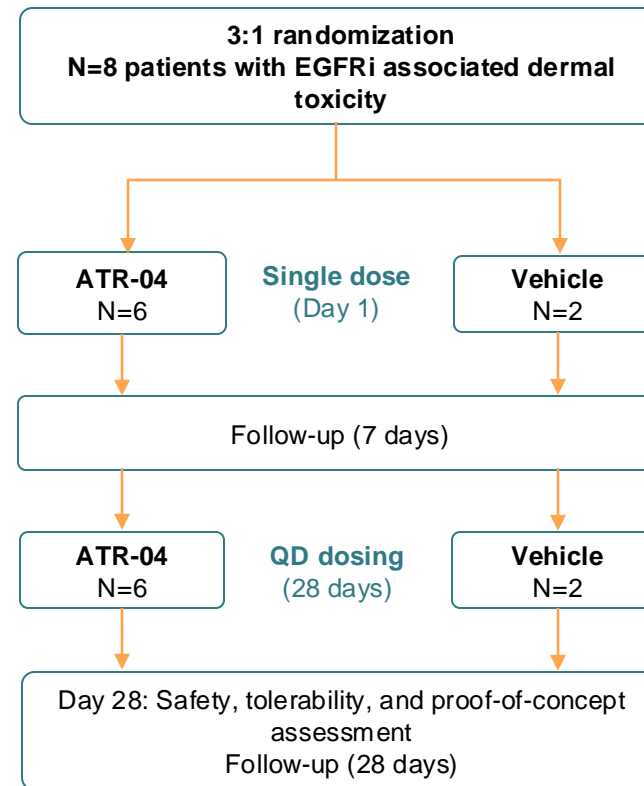 3:1 randomization
N=8 patients with EGFRi associated dermal
toxicity
ATR-04
N=6
Single dose
(Day 1)
Vehicle
N=2
Follow-up (7 days)
ATR-04
N=6
QD dosing
(28 days)
Vehicle
N=2
Day 28: Safety, tolerability, and proof-of-concept
assessment
Follow-up (28 days)